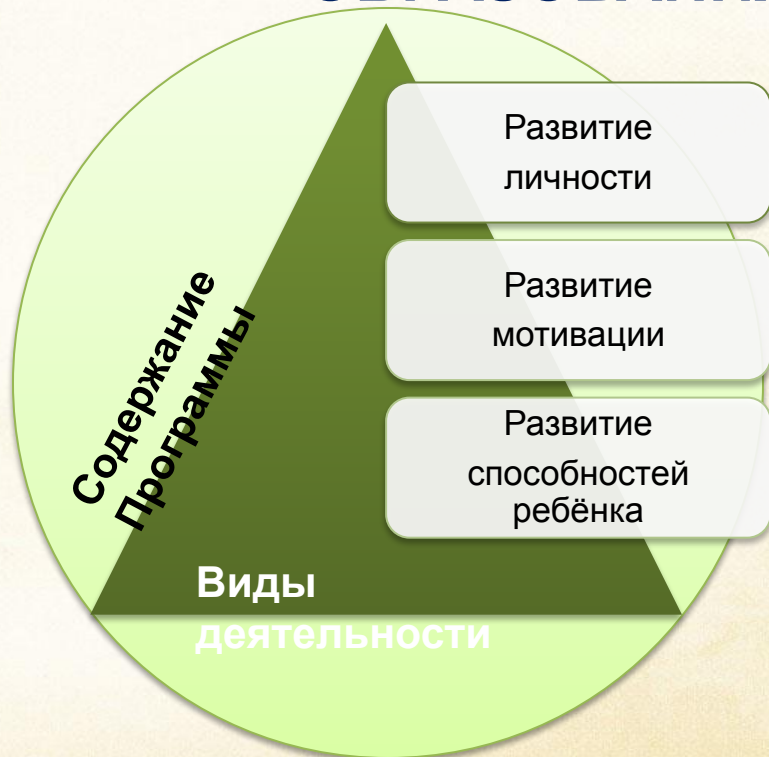 Развитие
личности
Развитие
мотивации
Развитие
способностей
ребёнка
Содержание
Программы
Виды
деятельности